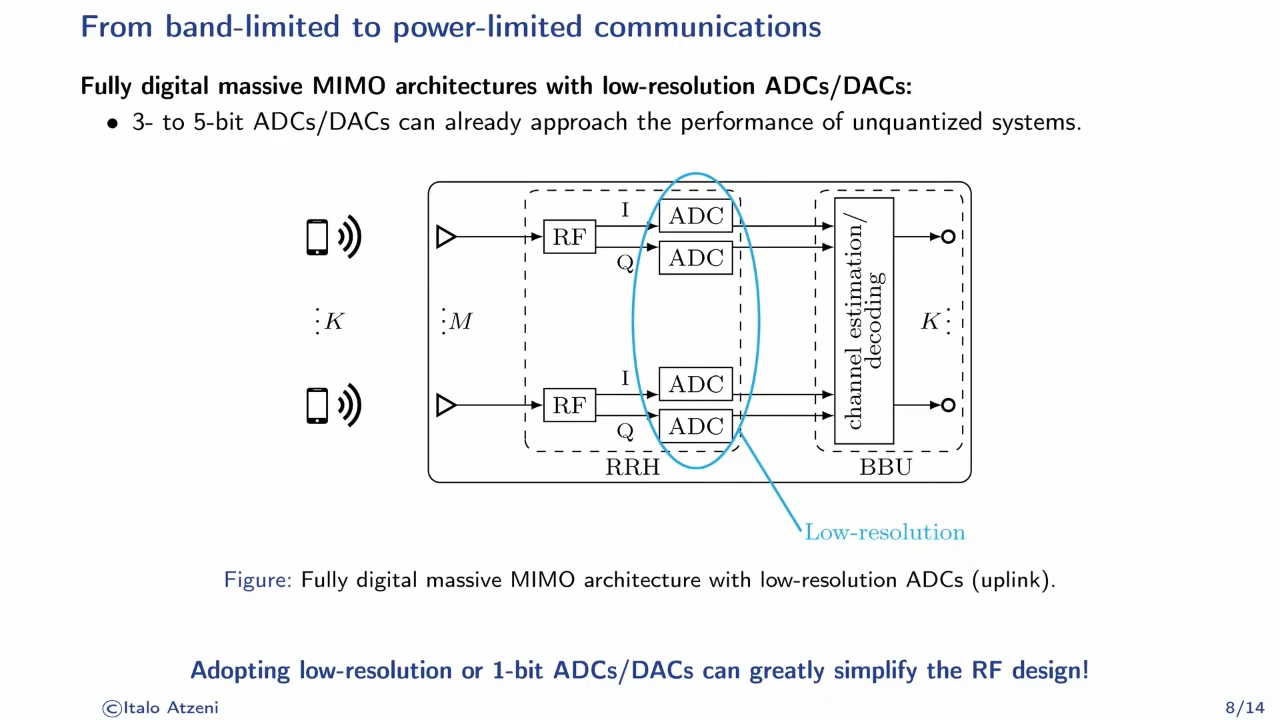 From band-limited to power-limited communications
Fully digital massive MIMO architectures with low-resolution ADCs/DACs:
• 3- to 5-bit ADCs/DACs can already approach the performance of unquantized systems.
RF
I
Q
ADC
ADC
channel estimation/
decoding
⋮K
⋮M
K⋮
RF
I
Q
ADC
ADC
RRH
BBU
Low-resolution
Figure: Fully digital massive MIMO architecture with low-resolution ADCs (uplink).
Adopting low-resolution or 1-bit ADCs/DACs can greatly simplify the RF design!
©Italo Atzeni
8/14